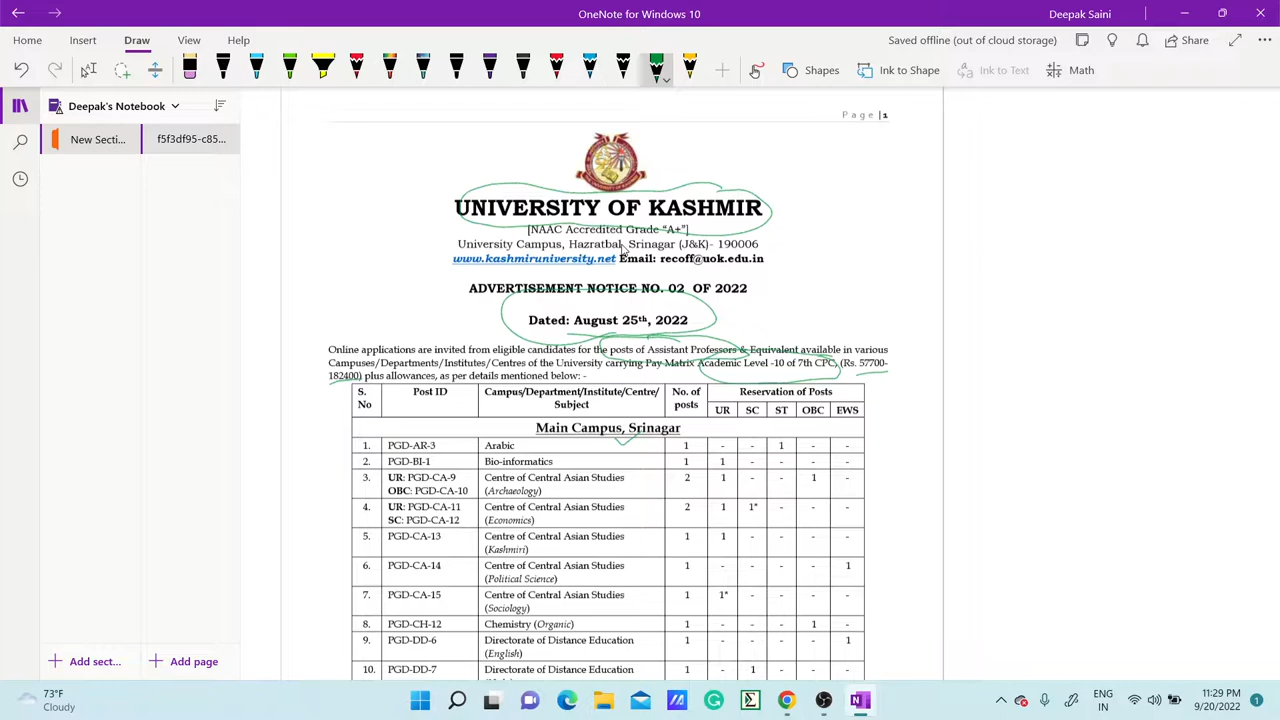 OneNote for Windows 10
Deepak Saini
Home Insert Draw View Help
Saved offline (out of cloud storage)
Share
Shapes
Ink to Shape
Ink to Text
Math
Deepak's Notebook
New Secti...
f5f3df95-c85...
Page |1
UNIVERSITY OF KASHMIR
[NAAC Accredited Grade "A+"]
University Campus, Hazratbal, Srinagar (J&K)- 190006
www.kashmiruniversity.net Email: recoff@uok.edu.in
ADVERTISEMENT NOTICE NO. 02 OF 2022
Dated: August 25th, 2022
Online applications are invited from eligible candidates for the posts of Assistant Professors & Equivalent available in various
Campuses/Departments/Institutes/Centres of the University carrying Pay Matrix Academic Level -10 of 7th CPC, (Rs. 57700-
182400) plus allowances, as per details mentioned below: -
S. No Post ID Campus/Department/Institute/Centre/ Subject No. of posts Reservation of Posts
UR SC ST OBC EWS
Main Campus, Srinagar
1. PGD-AR-3 Arabic 1 - - 1 - -
2. PGD-BI-1 Bio-informatics 1 1 - - - -
3. UR: PGD-CA-9 Centre of Central Asian Studies 2 1 - - 1 -
OBC: PGD-CA-10 (Archaeology)
4. UR: PGD-CA-11 Centre of Central Asian Studies 2 1 1* - - -
SC: PGD-CA-12 (Economics)
5. PGD-CA-13 Centre of Central Asian Studies 1 1 - - - -
(Kashmiri)
6. PGD-CA-14 Centre of Central Asian Studies 1 - - - - 1
(Political Science)
7. PGD-CA-15 Centre of Central Asian Studies 1 1* - - - -
(Sociology)
8. PGD-CH-12 Chemistry (Organic) 1 - - - 1 -
9. PGD-DD-6 Directorate of Distance Education 1 - - - - 1
(English)
10. PGD-DD-7 Directorate of Distance Education 1 - 1 - - -
Add sect...
Add page
73°F
Cloudy
ENG
IN
11:29 PM
9/20/2022
1